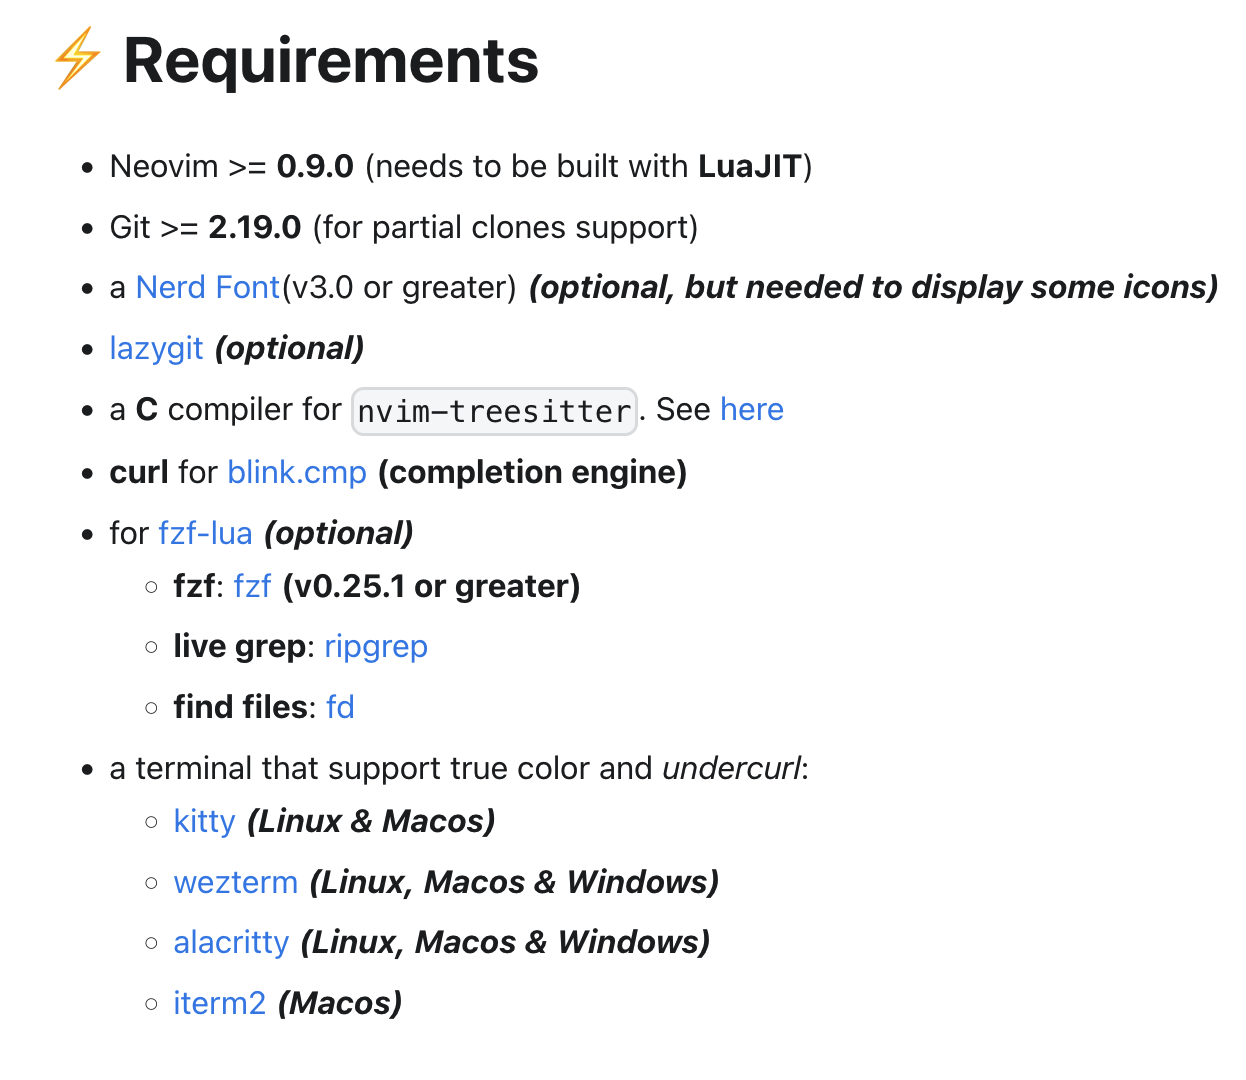 ⚡ Requirements
• Neovim >= 0.9.0 (needs to be built with LuaJIT)
• Git >= 2.19.0 (for partial clones support)
• a Nerd Font(v3.0 or greater) (optional, but needed to display some icons)
• lazygit (optional)
• a C compiler for nvim-treesitter. See here
• curl for blink.cmp (completion engine)
• for fzf-lua (optional)
◦ fzf: fzf (v0.25.1 or greater)
◦ live grep: ripgrep
◦ find files: fd
• a terminal that support true color and undercurl:
◦ kitty (Linux & Macos)
◦ wezterm (Linux, Macos & Windows)
◦ alacritty (Linux, Macos & Windows)
◦ iterm2 (Macos)